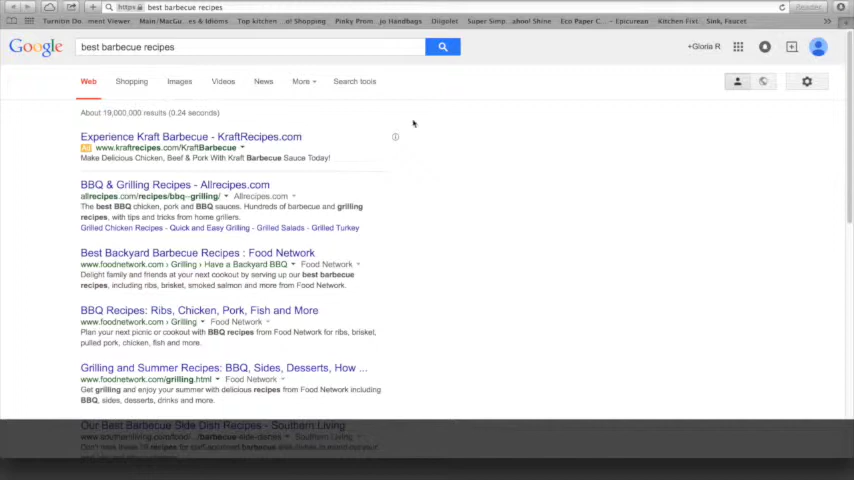 https best barbecue recipes Reader
Main/MacGu es & Idioms Top kitchen of Shopping Pinky Prom jo Handbags Diigolet Super Simp ahoo! Shine Eco Paper C Epicurean Kitchen Fixt Sink, Faucet
Google best barbecue recipes +Gloria R
Web Shopping Images Videos News More Search tools
About 19,000,000 results (0.24 seconds)
Experience Kraft Barbecue - KraftRecipes.com
Ad www.kraftrecipes.com/KraftBarbecue
Make Delicious Chicken, Beef & Pork With Kraft Barbecue Sauce Today!
BBQ & Grilling Recipes - Allrecipes.com
allrecipes.com/recipes/bbq--grilling/ Allrecipes.com
The best BBQ chicken, pork and BBQ sauces. Hundreds of barbecue and grilling
recipes, with tips and tricks from home grillers.
Grilled Chicken Recipes - Quick and Easy Grilling - Grilled Salads - Grilled Turkey
Best Backyard Barbecue Recipes : Food Network
www.foodnetwork.com › Grilling › Have a Backyard BBQ Food Network
Delight family and friends at your next cookout by serving up our best barbecue
recipes, including ribs, brisket, smoked salmon and more from Food Network.
BBQ Recipes: Ribs, Chicken, Pork, Fish and More
www.foodnetwork.com › Grilling Food Network
Plan your next picnic or cookout with BBQ recipes from Food Network for ribs, brisket,
pulled pork, chicken, fish and more.
Grilling and Summer Recipes: BBQ, Sides, Desserts, How ...
www.foodnetwork.com/grilling.html Food Network
Get grilling and enjoy your summer with delicious recipes from Food Network including
BBQ, sides, desserts, drinks and more.
Our Best Barbecue Side Dish Recipes - Southern Living
www.southernliving.com/food/.../barbecue-side-dishes Southern Living